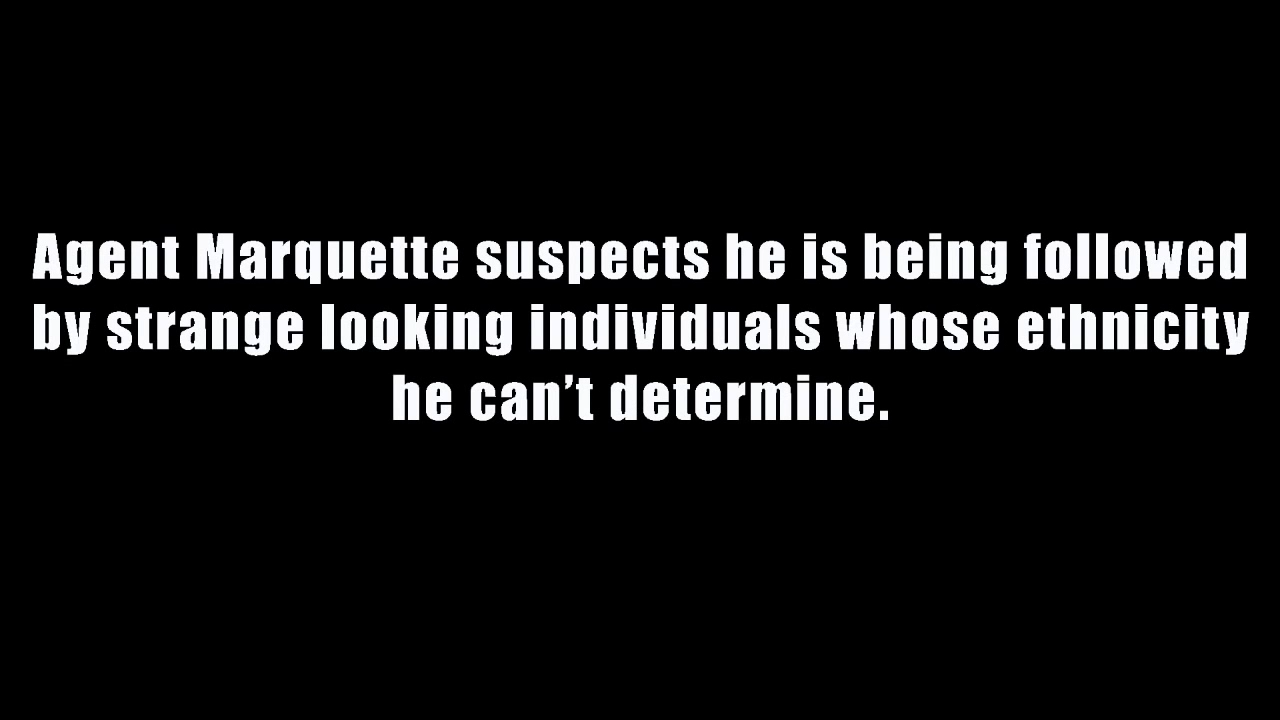 Agent Marquette suspects he is being followed
by strange looking individuals whose ethnicity
he can’t determine.